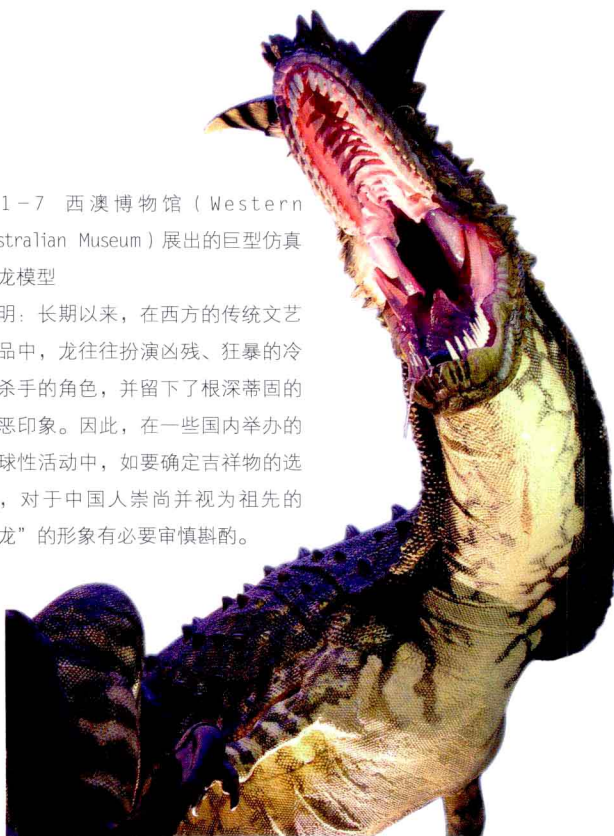 1-7 西澳博物馆（Western
stralian Museum）展出的巨型仿真
龙模型
明：长期以来，在西方的传统文艺
品中，龙往往扮演凶残、狂暴的冷
杀手的角色，并留下了根深蒂固的
恶印象。因此，在一些国内举办的
球性活动中，如要确定吉祥物的选
，对于中国人崇尚并视为祖先的
龙”的形象有必要审慎斟酌。